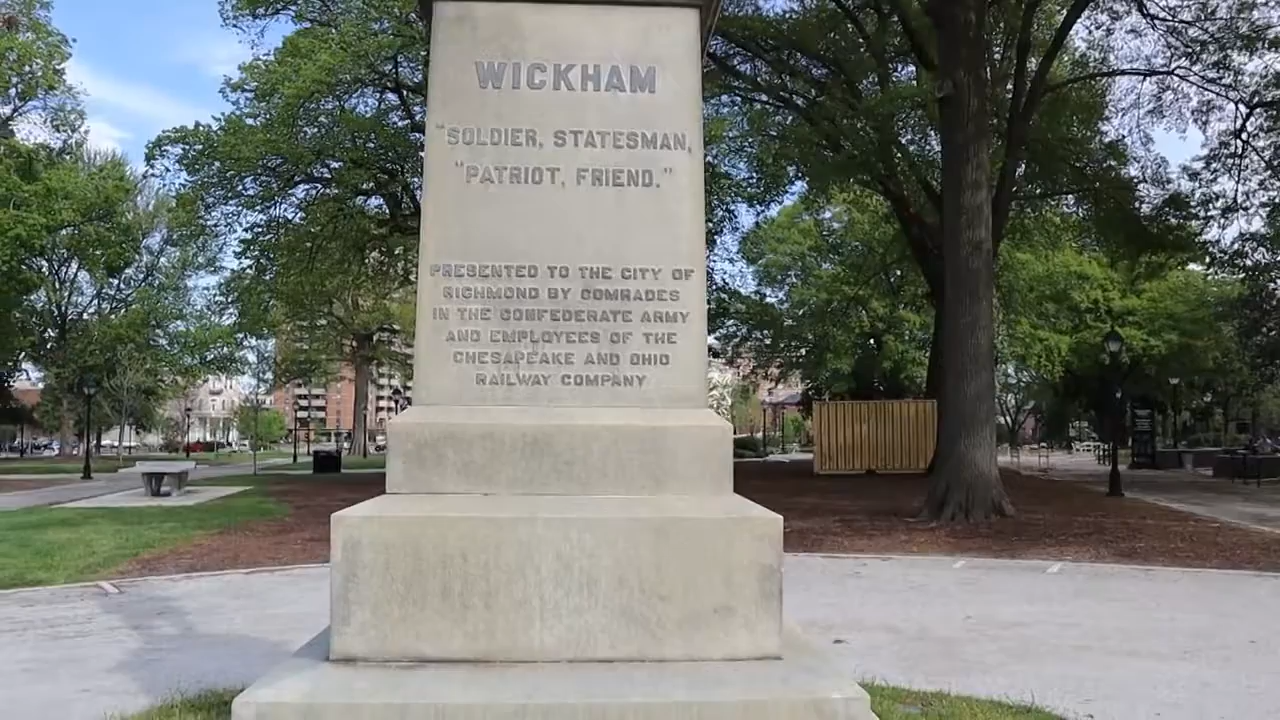 WICKHAM
"SOLDIER, STATESMAN,
"PATRIOT, FRIEND."
PRESENTED TO THE CITY OF
RICHMOND BY COMRADES
IN THE CONFEDERATE ARMY
AND EMPLOYEES OF THE
CHESAPEAKE AND OHIO
RAILWAY COMPANY